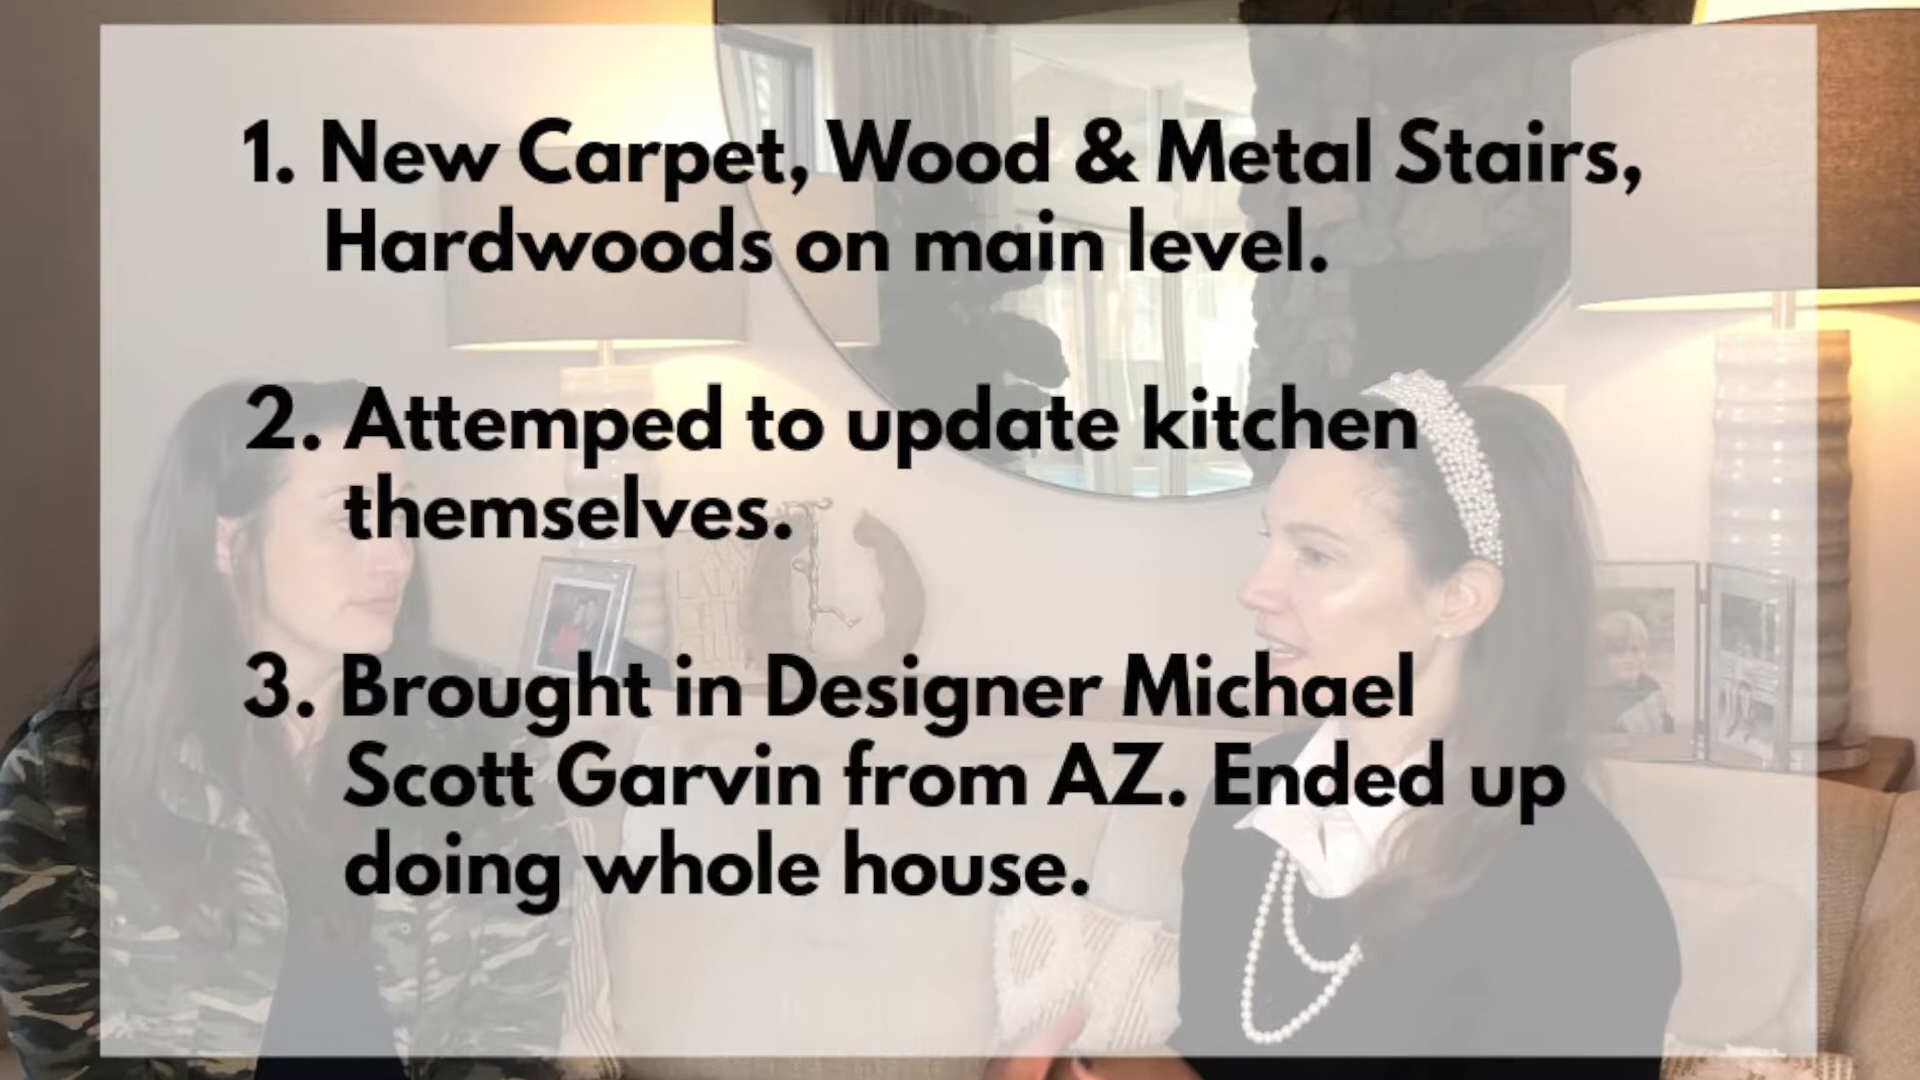 1. New Carpet, Wood & Metal Stairs,
Hardwoods on main level.
2. Attemped to update kitchen
themselves.
3. Brought in Designer Michael
Scott Garvin from AZ. Ended up
doing whole house.